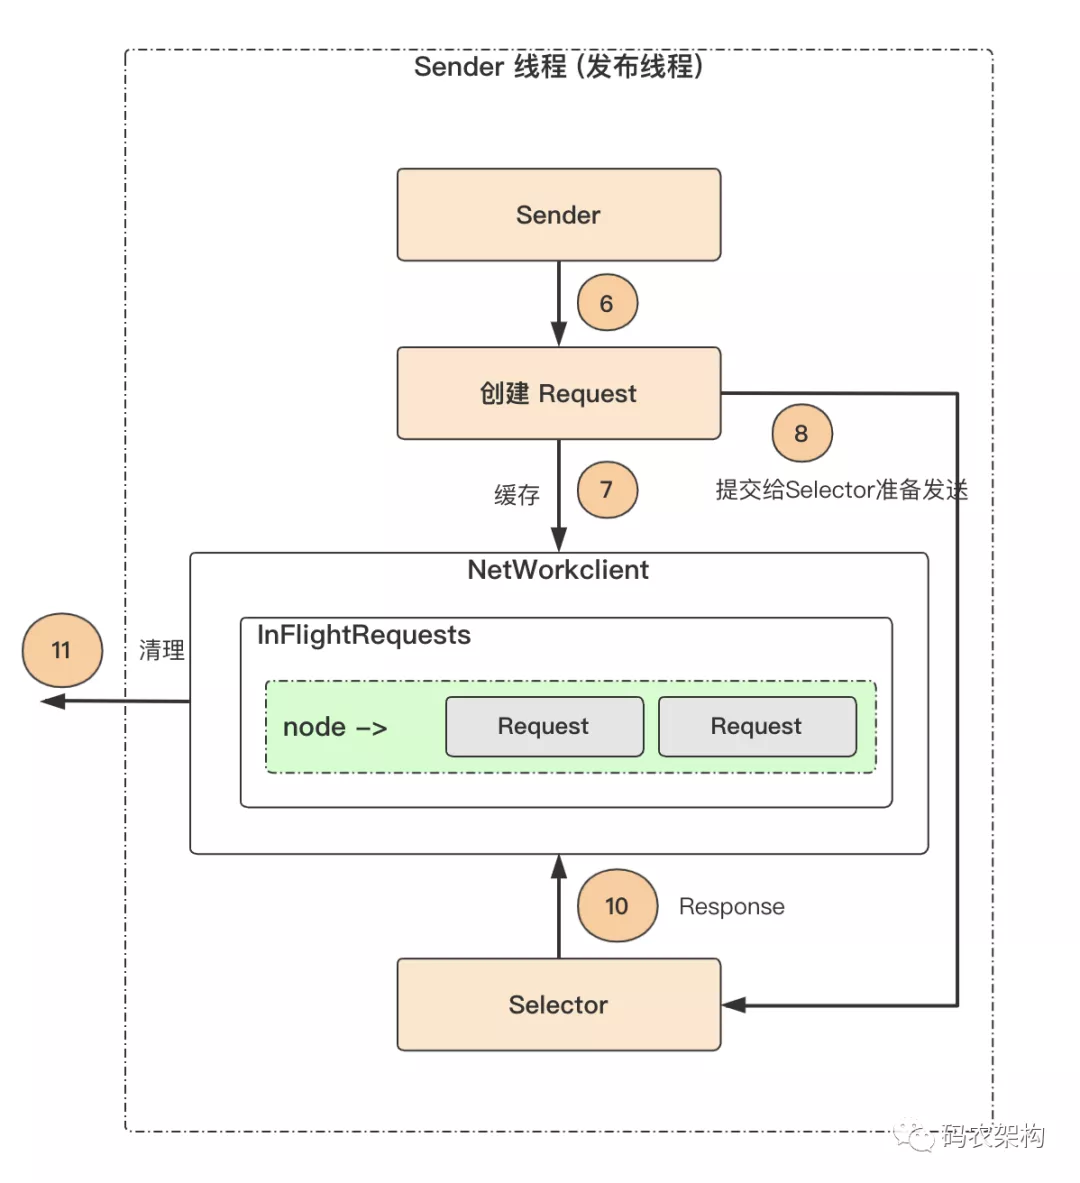 Sender 线程 (发布线程)
Sender
6
创建 Request
8
缓存
7
提交给Selector准备发送
NetWorkclient
InFlightRequests
11
清理
node –>
Request
Request
10
Response
Selector
码农架构